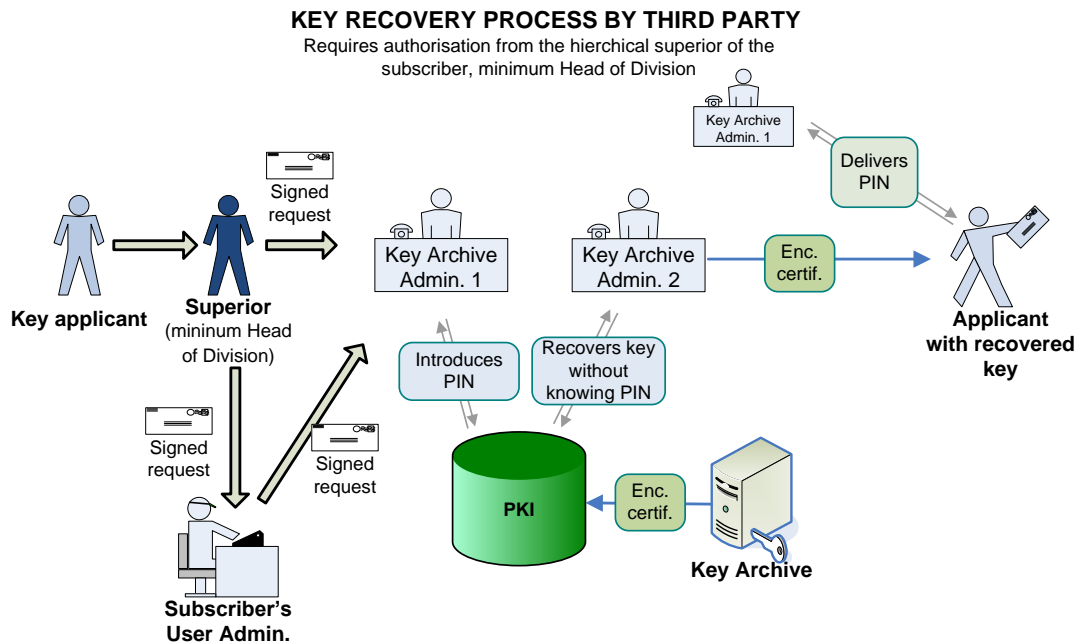 KEY RECOVERY PROCESS BY THIRD PARTY
Requires authorisation from the hierchical superior of the
subscriber, minimum Head of Division
Key Archive
Admin. 1
Delivers
PIN
Signed
request
Key Archive
Admin. 1
Key Archive
Admin. 2
Enc.
certif.
Key applicant
Superior
(mininum Head
of Division)
Applicant
with recovered
key
Introduces
PIN
Recovers key
without
knowing PIN
Signed
request
Signed
request
PKI
Enc.
certif.
Key Archive
Subscriber's
User Admin.